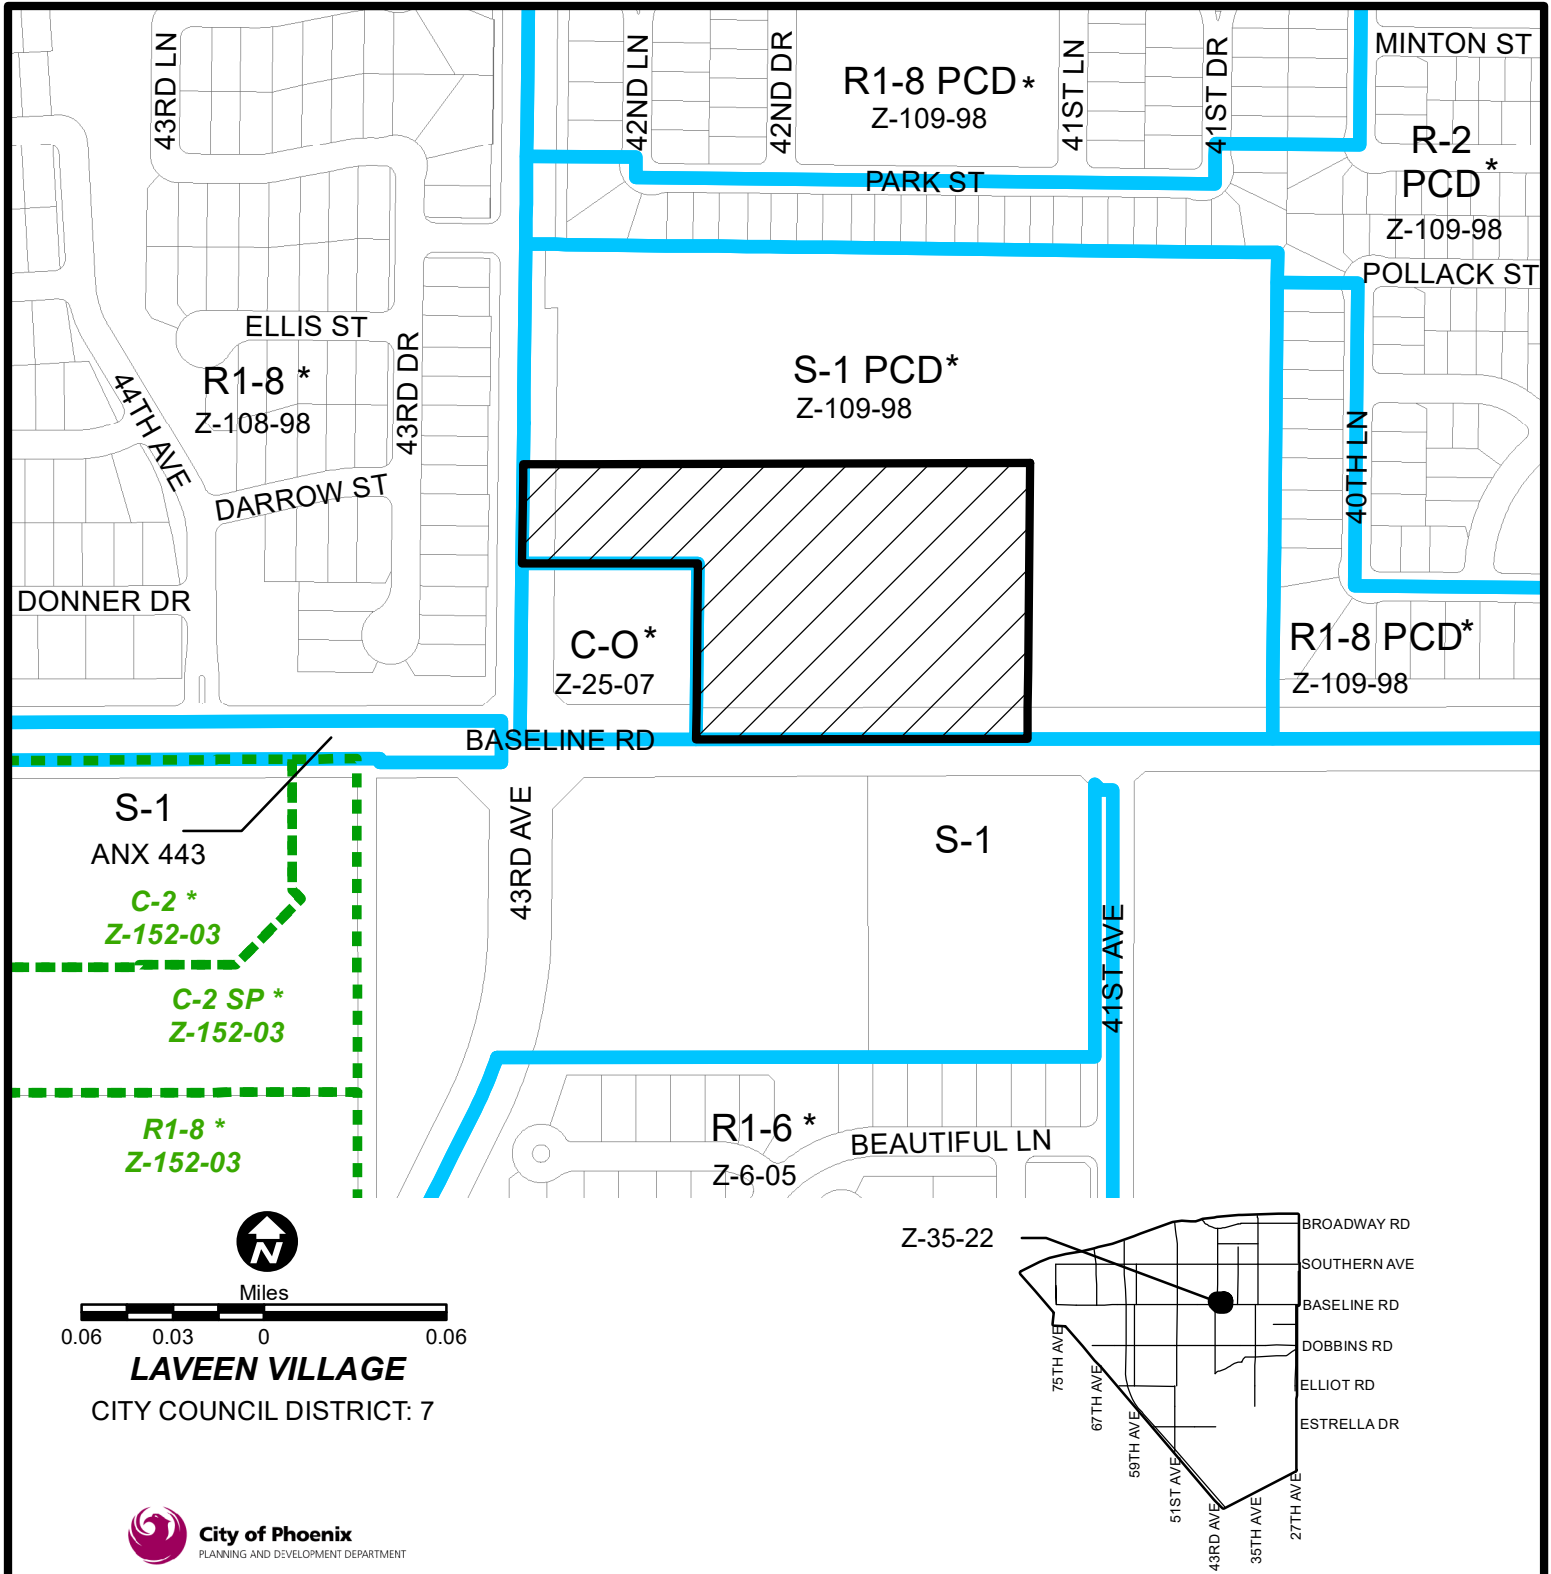 43RD LN
42ND LN
42ND DR
R1-8 PCD*
Z-109-98
41ST LN
41ST DR
MINTON ST
R-2
PCD*
Z-109-98
PARK ST
POLLACK ST
ELLIS ST
R1-8 *
Z-108-98
43RD DR
44TH AVE
DARROW ST
S-1 PCD*
Z-109-98
40TH LN
DONNER DR
C-O*
Z-25-07
R1-8 PCD*
Z-109-98
BASELINE RD
S-1
ANX 443
43RD AVE
S-1
41ST AVE
C-2 *
Z-152-03
C-2 SP *
Z-152-03
R1-8 *
Z-152-03
R1-6 *
Z-6-05
BEAUTIFUL LN
N
Miles
0.06 0.03 0 0.06
LAVEEN VILLAGE
CITY COUNCIL DISTRICT: 7
Z-35-22
BROADWAY RD
SOUTHERN AVE
BASELINE RD
DOBBINS RD
ELLIOT RD
ESTRELLA DR
75TH AVE
67TH AVE
59TH AVE
51ST AVE
43RD AVE
35TH AVE
27TH AVE
City of Phoenix
PLANNING AND DEVELOPMENT DEPARTMENT